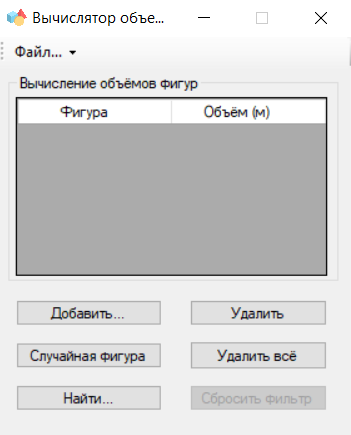 Вычислятор объе...
Файл...
Вычисление объёмов фигур
Фигура Объём (м)
Добавить... Удалить
Случайная фигура Удалить всё
Найти... Сбросить фильтр